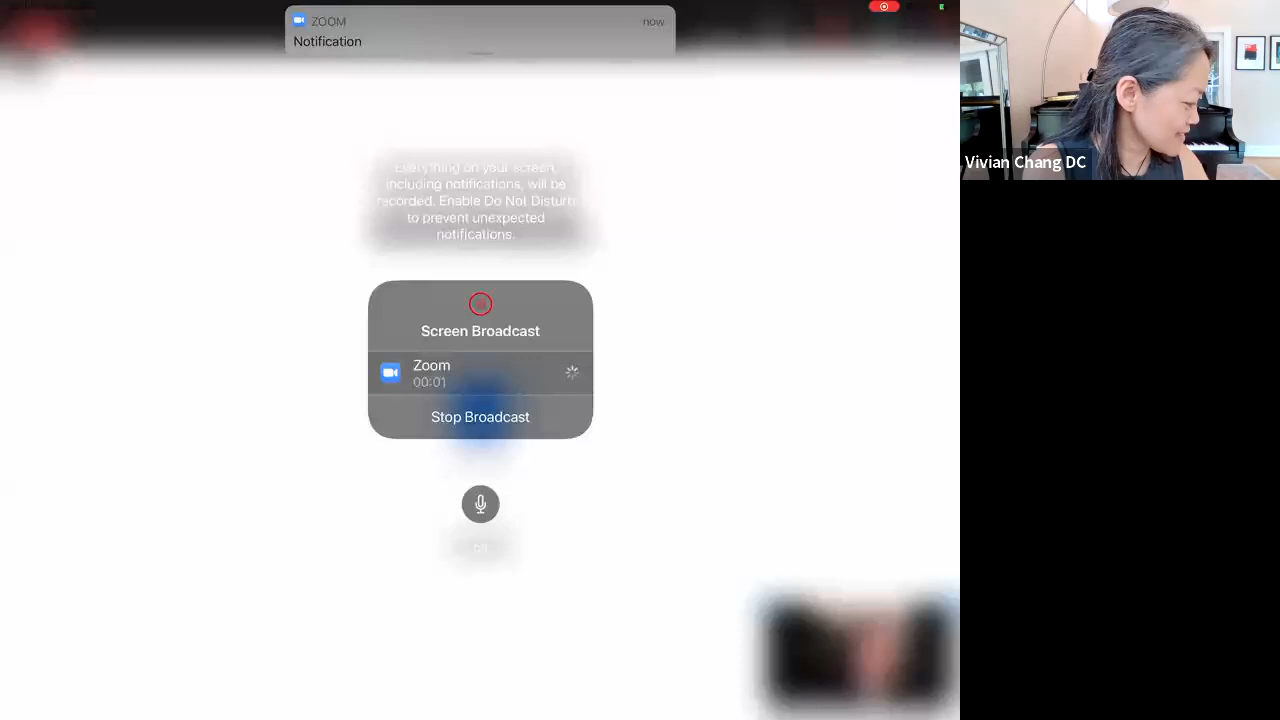 ZOOM
now
Notification
Everything on your screen,
including notifications, will be
recorded. Enable Do Not Disturb
to prevent unexpected
notifications.
Screen Broadcast
Zoom
00:01
Stop Broadcast
Vivian Chang DC